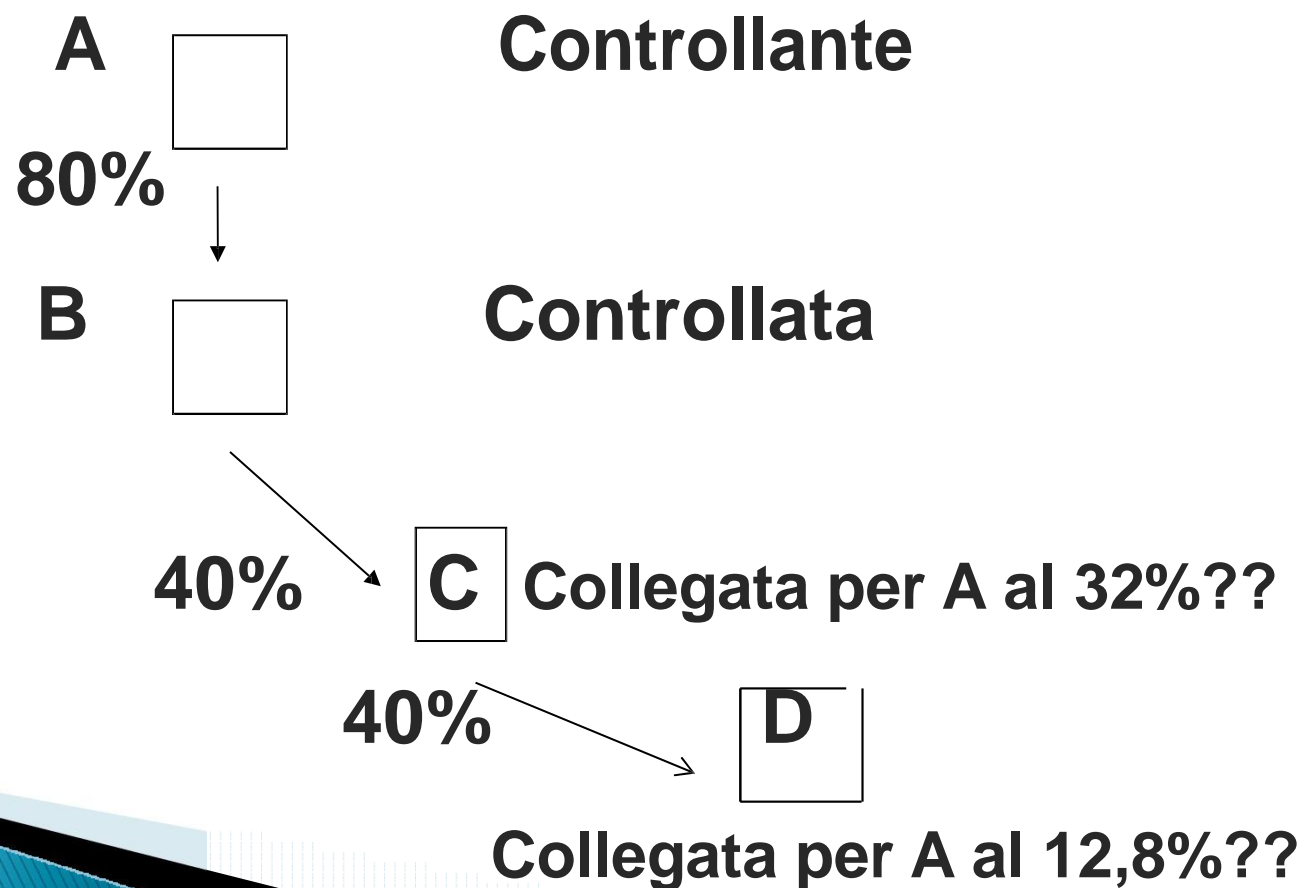 A Controllante
80%
B Controllata
40% C Collegata per A al 32%??
40% D
Collegata per A al 12,8%??